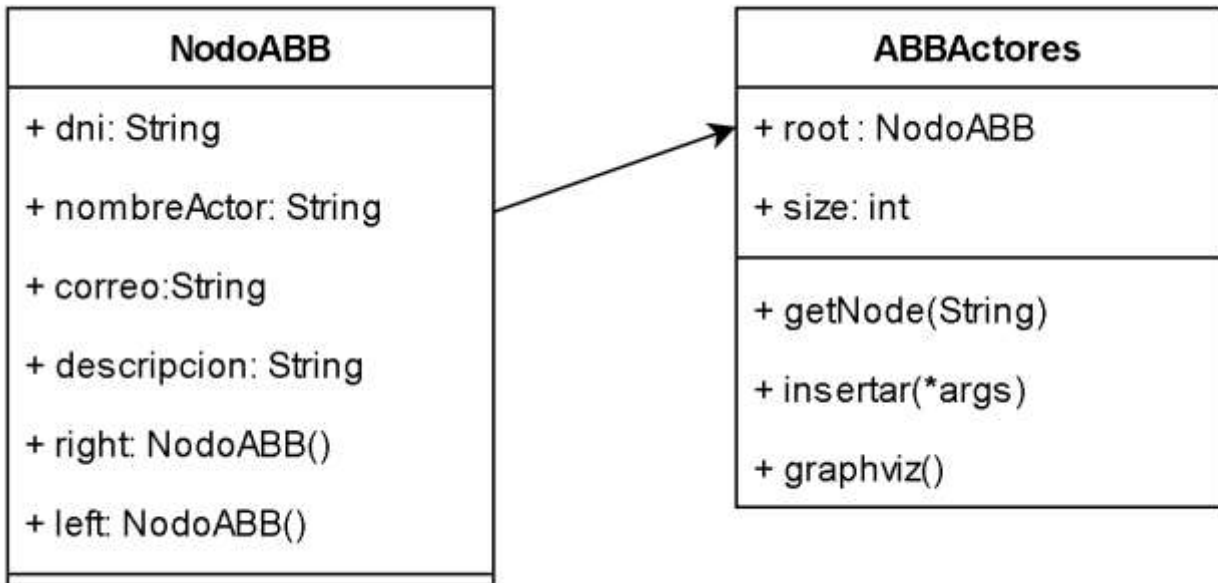 NodoABB
+ dni: String
+ nombreActor: String
+ correo:String
+ descripcion: String
+ right: NodoABB()
+ left: NodoABB()
ABBActores
+ root : NodoABB
+ size: int
+ getNode(String)
+ insertar(*args)
+ graphviz()